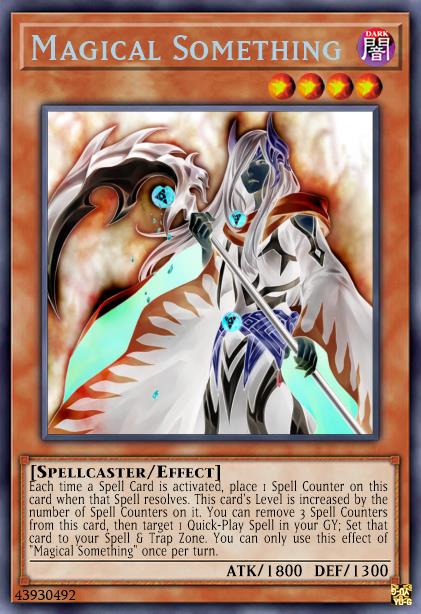 MAGICAL SOMETHING
DARK
闇
[SPELLCASTER/EFFECT]
Each time a Spell Card is activated, place 1 Spell Counter on this
card when that Spell resolves. This card's Level is increased by the
number of Spell Counters on it. You can remove 3 Spell Counters
from this card, then target 1 Quick-Play Spell in your GY; Set that
card to your Spell & Trap Zone. You can only use this effect of
"Magical Something" once per turn.
ATK/1800 DEF/1300
43930492